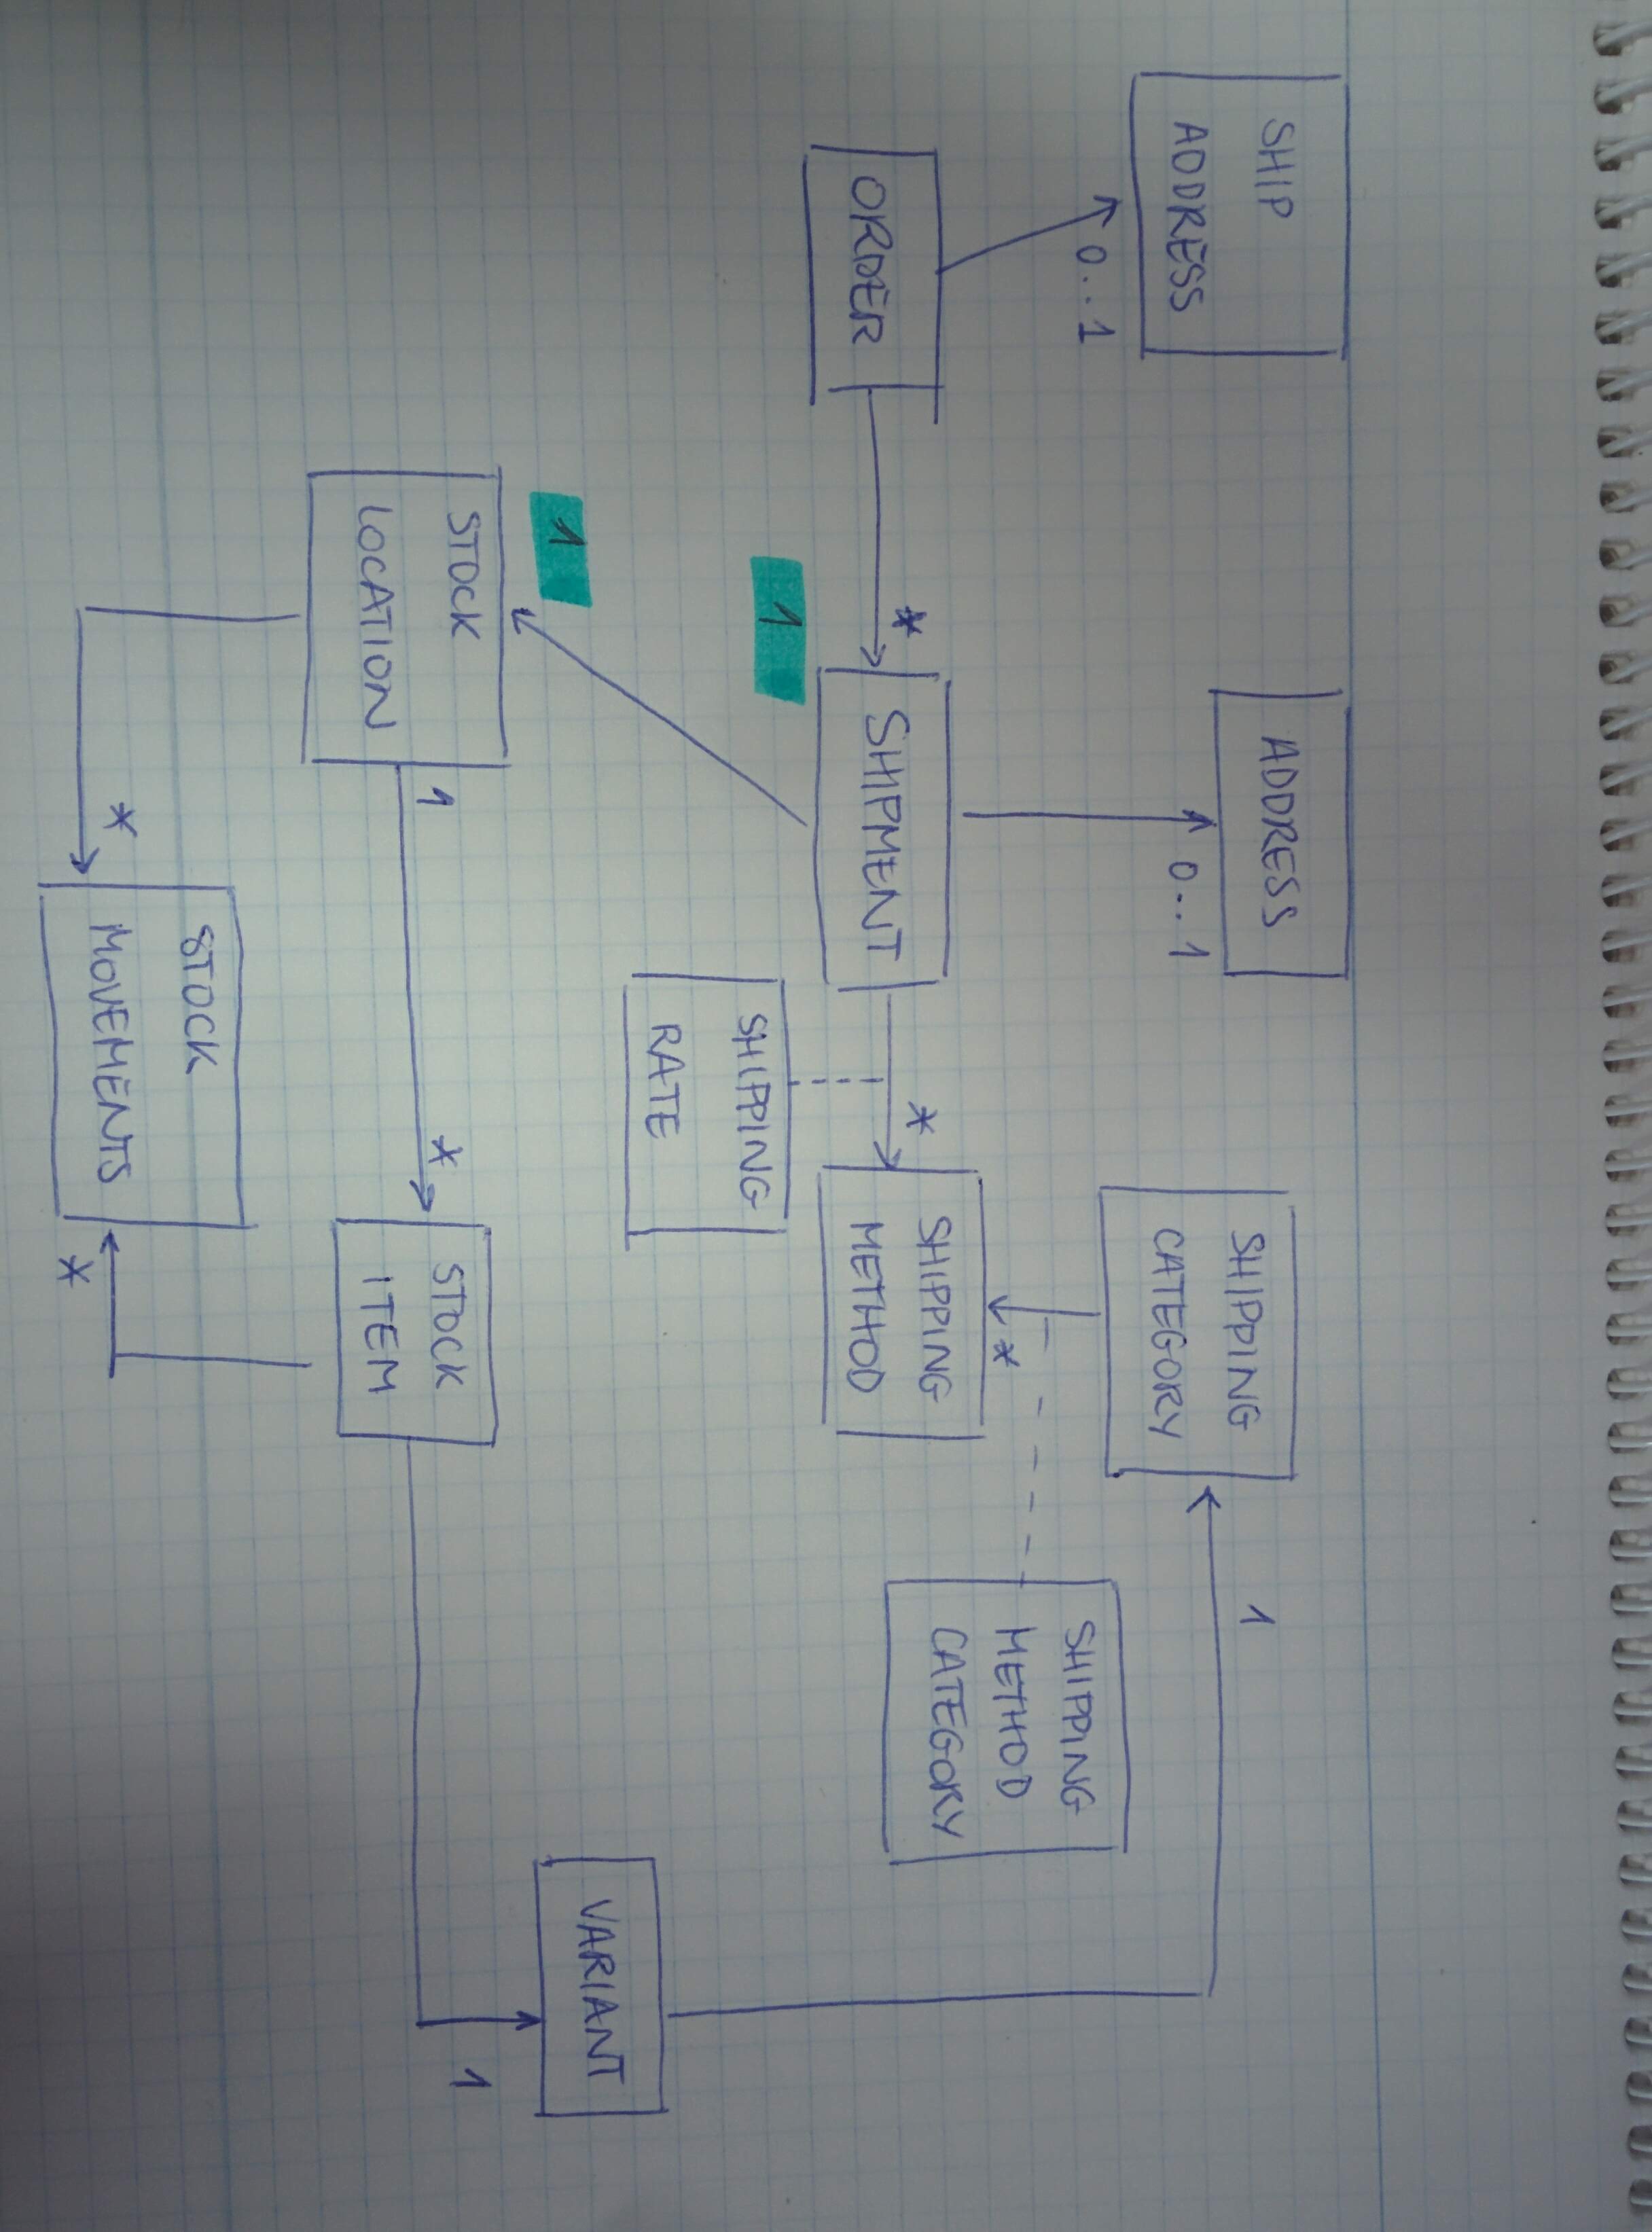 SHIP
ADDRESS
0..1
ORDER
*
SHIPMENT
ADDRESS
0..1
1
1
STOCK
LOCATION
1
*
*
STOCK
MOVEMENTS
*
STOCK
ITEM
SHIPPING
RATE
*
SHIPPING
METHOD
*
SHIPPING
CATEGORY
1
SHIPPING
METHOD
CATEGORY
VARIANT
1